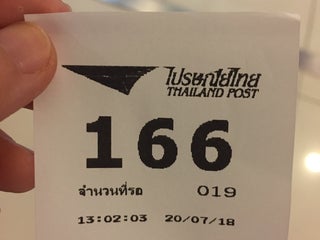 ไปรษณีย์ไทย
THAILAND POST
166
จำนวนที่รอ 019
13:02:03 20/07/18